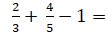 2/3 + 4/5 − 1 =